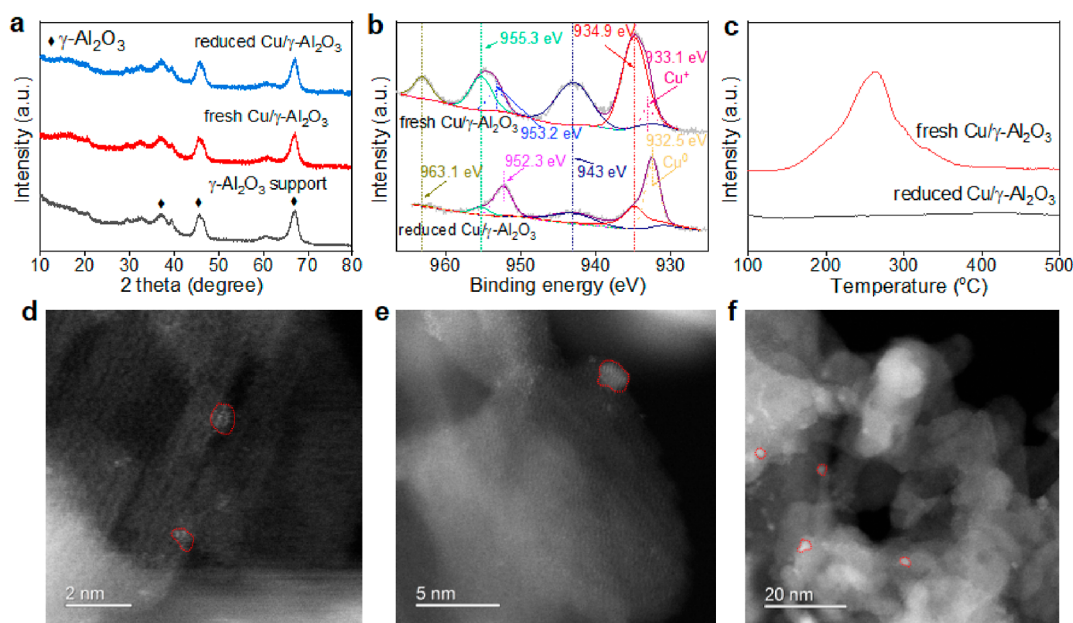 a
♦ γ-Al₂O₃
reduced Cu/γ-Al₂O₃
fresh Cu/γ-Al₂O₃
γ-Al₂O₃ support
Intensity (a.u.)
10 20 30 40 50 60 70 80
2 theta (degree)
b
955.3 eV
934.9 eV
933.1 eV
Cu⁺
fresh Cu/γ-Al₂O₃
953.2 eV
932.5 eV
Cu⁰
963.1 eV
952.3 eV
943 eV
reduced Cu/γ-Al₂O₃
Intensity (a.u.)
960 950 940 930
Binding energy (eV)
c
fresh Cu/γ-Al₂O₃
reduced Cu/γ-Al₂O₃
Intensity (a.u.)
100 200 300 400 500
Temperature (°C)
d
2 nm
e
5 nm
f
20 nm